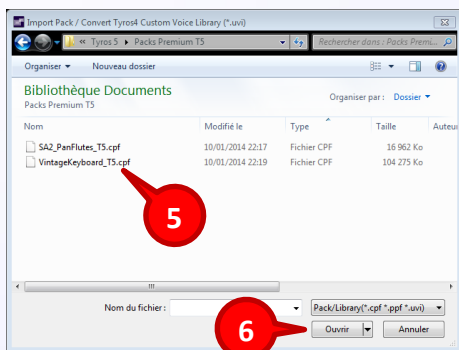 Import Pack / Convert Tyros4 Custom Voice Library (*.uvi)
« Tyros 5 Packs Premium T5 Rechercher dans : Packs Premi...
Organiser Nouveau dossier
Bibliothèque Documents
Packs Premium T5
Organiser par : Dossier
Nom Modifié le Type Taille Auteu
SA2_PanFlutes_T5.cpf 10/01/2014 22:17 Fichier CPF 16 962 Ko
VintageKeyboard_T5.cpf 10/01/2014 22:19 Fichier CPF 104 275 Ko
5
Nom du fichier : Pack/Library(*.cpf *.ppf *.uvi)
6
Ouvrir Annuler